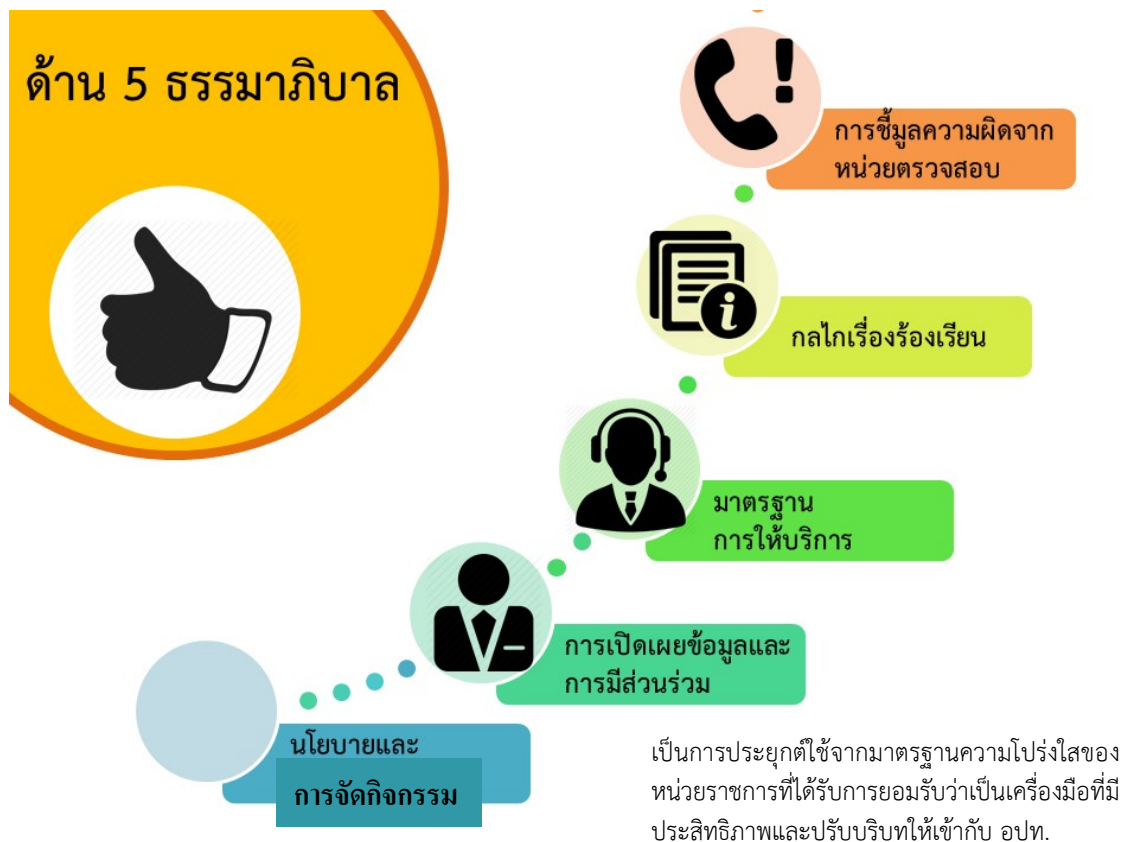 ด้าน 5 ธรรมาภิบาล
การชี้มูลความผิดจาก
หน่วยตรวจสอบ
กลไกเรื่องร้องเรียน
มาตรฐาน
การให้บริการ
การเปิดเผยข้อมูลและ
การมีส่วนร่วม
นโยบายและ
การจัดกิจกรรม
เป็นการประยุกต์ใช้จากมาตรฐานความโปร่งใสของ
หน่วยราชการที่ได้รับการยอมรับว่าเป็นเครื่องมือที่มี
ประสิทธิภาพและปรับบริบทให้เข้ากับ อปท.